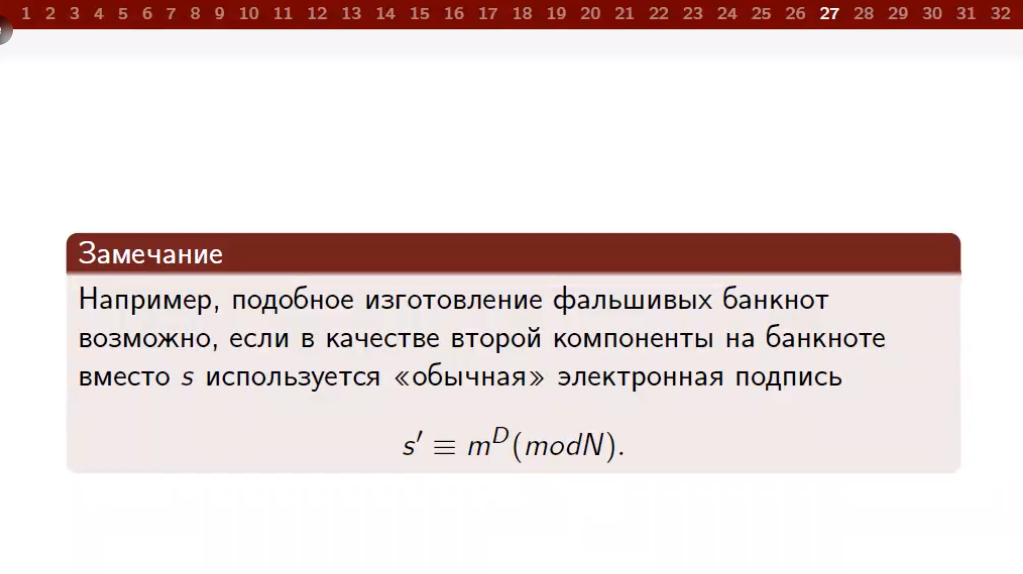 1 2 3 4 5 6 7 8 9 10 11 12 13 14 15 16 17 18 19 20 21 22 23 24 25 26 27 28 29 30 31 32
Замечание
Например, подобное изготовление фальшивых банкнот
возможно, если в качестве второй компоненты на банкноте
вместо s используется «обычная» электронная подпись
s′ ≡ m^D(modN).